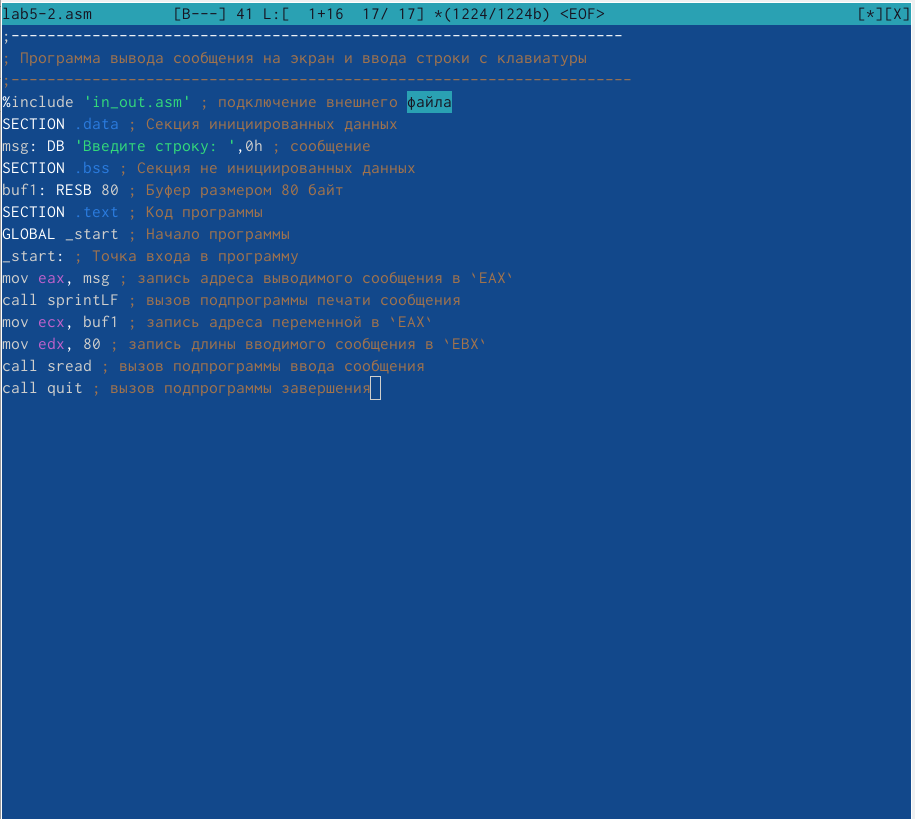 lab5-2.asm [B---] 41 L:[ 1+16 17/ 17] *(1224/1224b) <EOF> [*][X]
;--------------------------------------------------------------------
; Программа вывода сообщения на экран и ввода строки с клавиатуры
;---------------------------------------------------------------------
%include 'in_out.asm' ; подключение внешнего файла
SECTION .data ; Секция инициированных данных
msg: DB 'Введите строку: ',0h ; сообщение
SECTION .bss ; Секция не инициированных данных
buf1: RESB 80 ; Буфер размером 80 байт
SECTION .text ; Код программы
GLOBAL _start ; Начало программы
_start: ; Точка входа в программу
mov eax, msg ; запись адреса выводимого сообщения в `EAX`
call sprintLF ; вызов подпрограммы печати сообщения
mov ecx, buf1 ; запись адреса переменной в `EAX`
mov edx, 80 ; запись длины вводимого сообщения в `EBX`
call sread ; вызов подпрограммы ввода сообщения
call quit ; вызов подпрограммы завершения